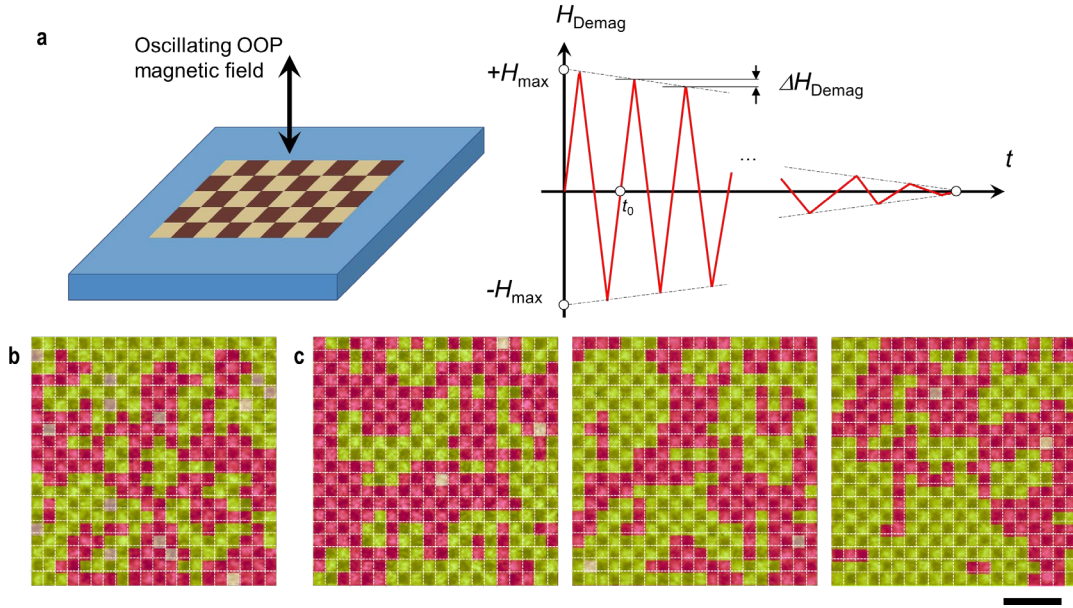 a
Oscillating OOP
magnetic field
H_Demag
+H_max
ΔH_Demag
...
t
t_0
-H_max
b
c